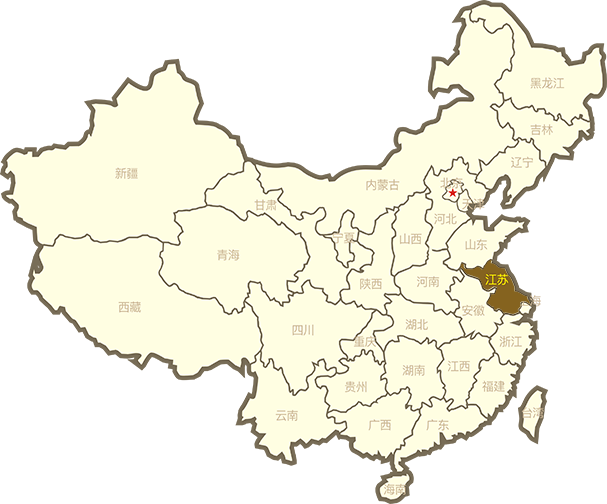 黑龙江
吉林
辽宁
新疆
内蒙古
北京
甘肃
天津
河北
宁夏
山西
山东
青海
陕西
河南
江苏
西藏
安徽
海
四川
湖北
重庆
浙江
湖南
江西
贵州
福建
云南
台湾
广西
广东
海南